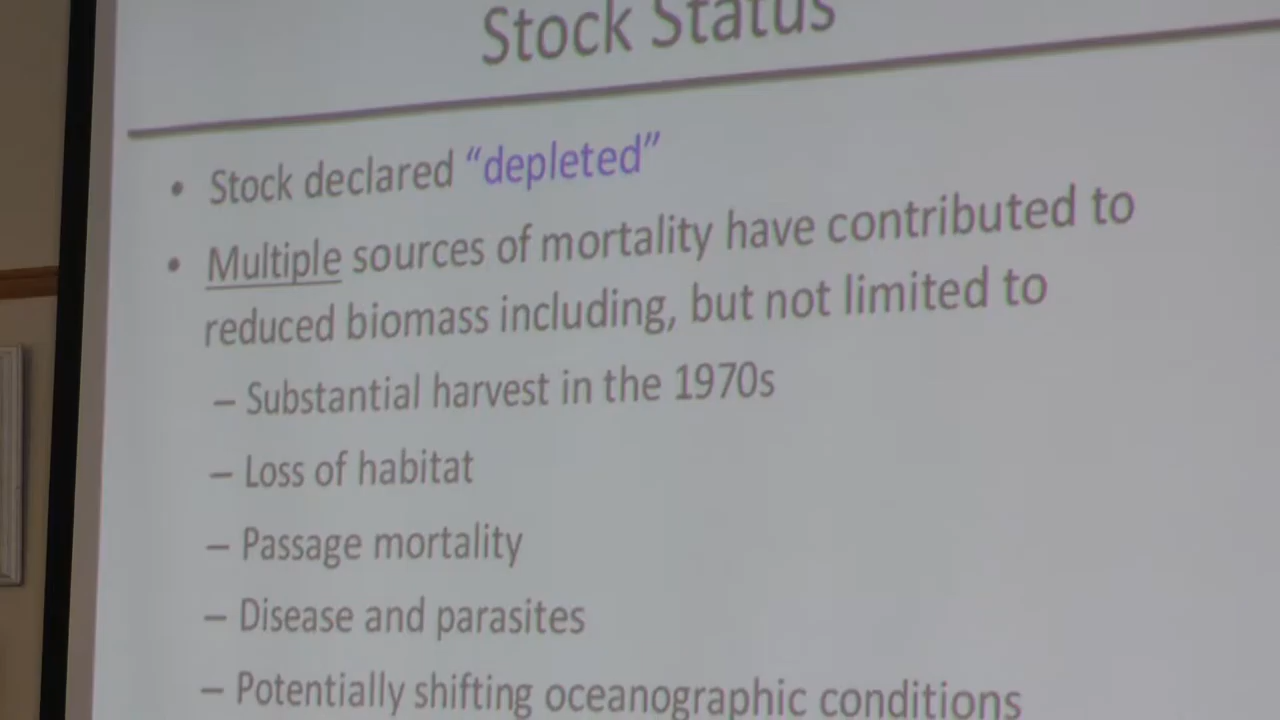 Stock Status
• Stock declared “depleted”
• Multiple sources of mortality have contributed to
reduced biomass including, but not limited to
– Substantial harvest in the 1970s
– Loss of habitat
– Passage mortality
– Disease and parasites
– Potentially shifting oceanographic conditions